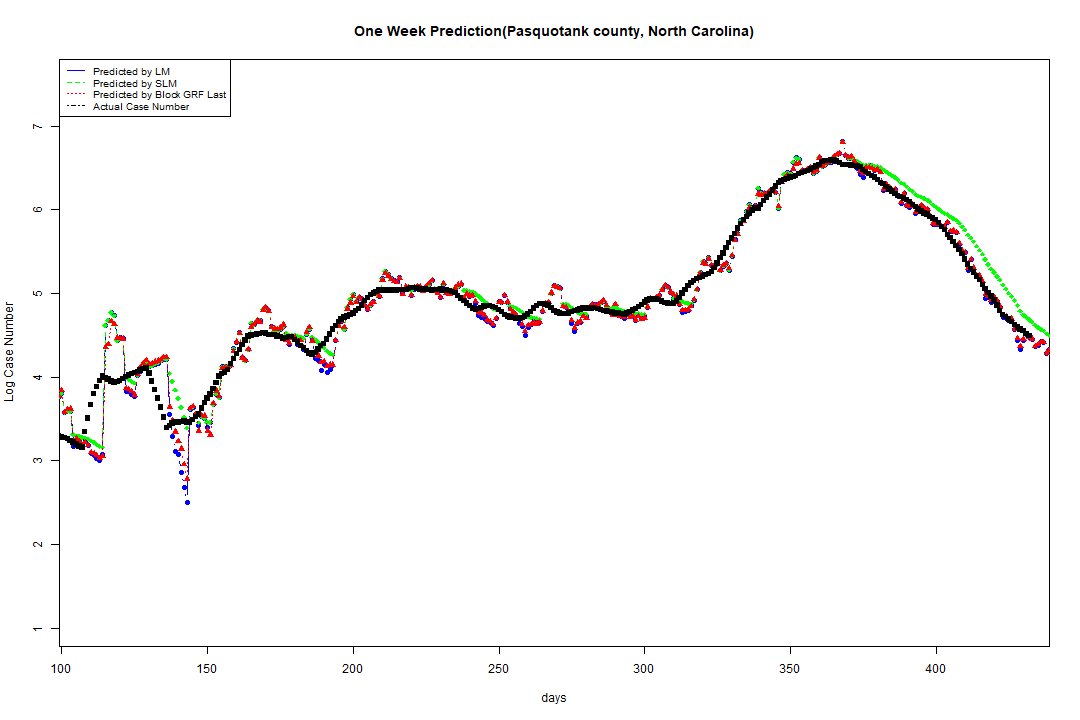 One Week Prediction(Pasquotank county, North Carolina)
Predicted by LM
Predicted by SLM
Predicted by Block GRF Last
Actual Case Number
7
6
5
4
3
2
1
Log Case Number
100 150 200 250 300 350 400
days